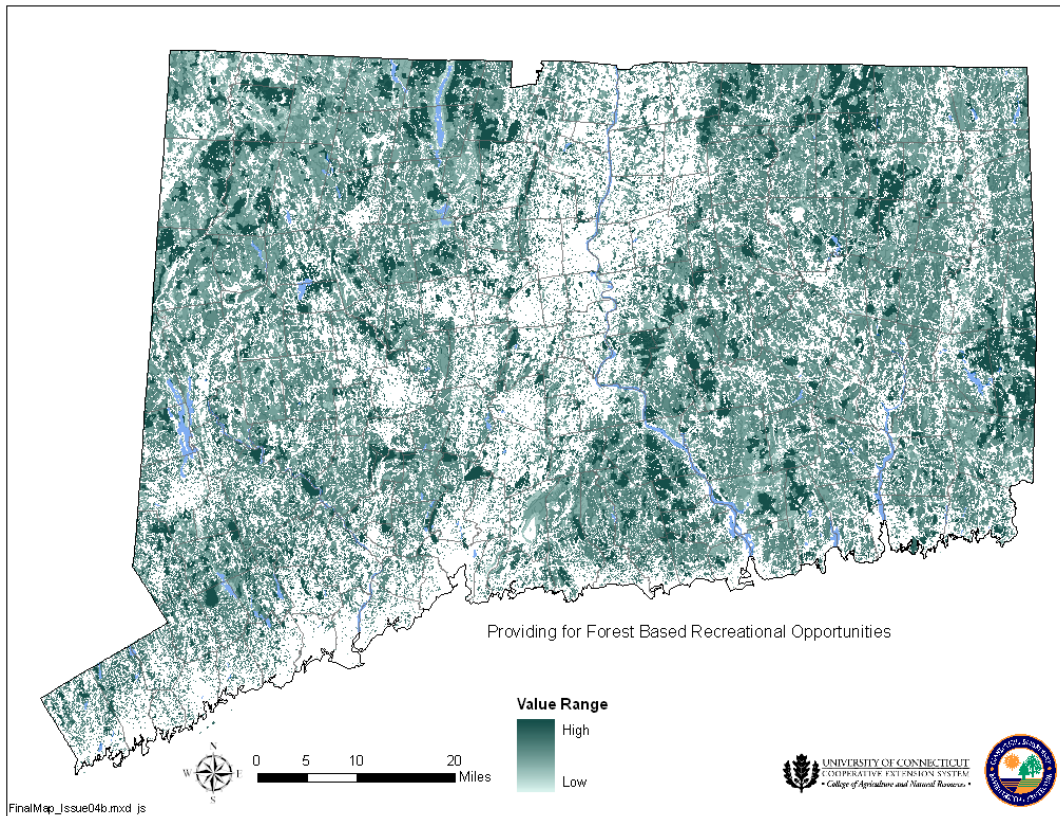 Providing for Forest Based Recreational Opportunities
Value Range
High
Low
N
W E
S
0 5 10 20
Miles
UNIVERSITY OF CONNECTICUT
COOPERATIVE EXTENSION SYSTEM
College of Agriculture and Natural Resources
FinalMap_Issue04b.mxd js